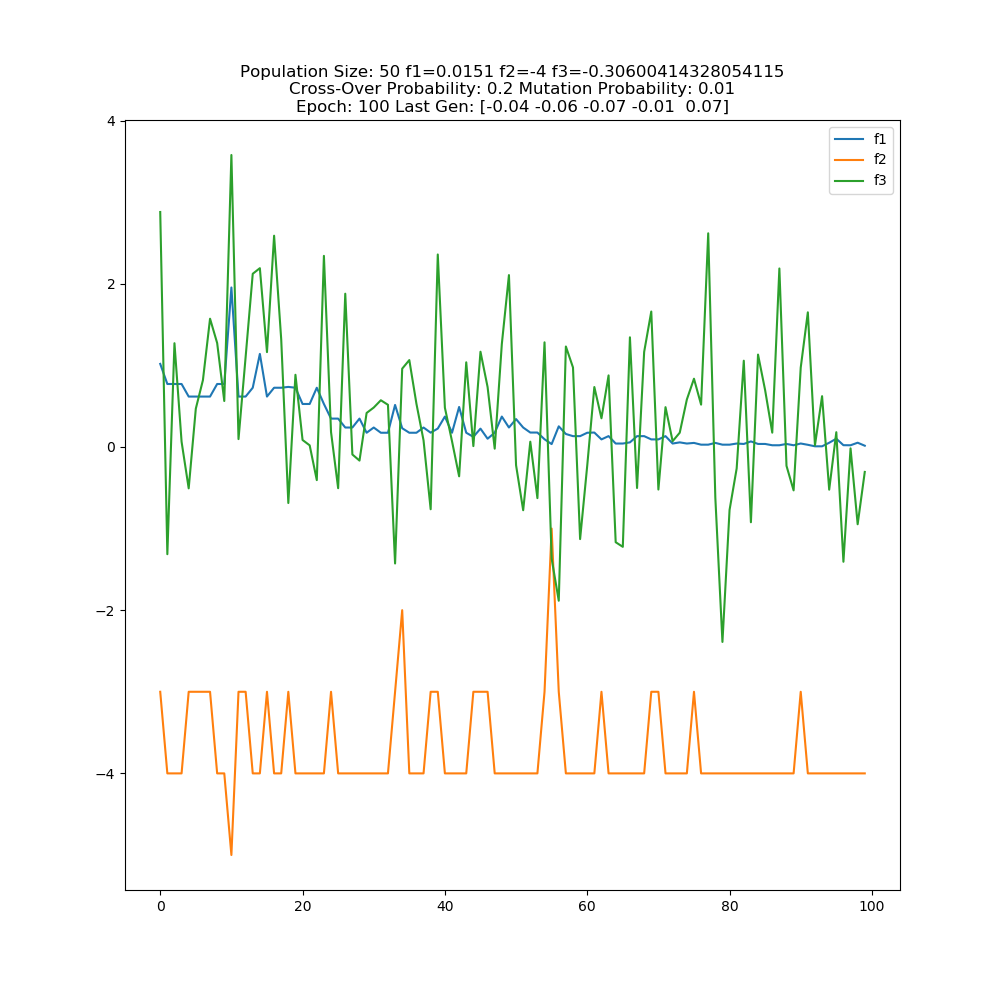 Population Size: 50 f1=0.0151 f2=-4 f3=-0.30600414328054115
Cross-Over Probability: 0.2 Mutation Probability: 0.01
Epoch: 100 Last Gen: [-0.04 -0.06 -0.07 -0.01  0.07]
f1
f2
f3
4
2
0
−2
−4
0 20 40 60 80 100